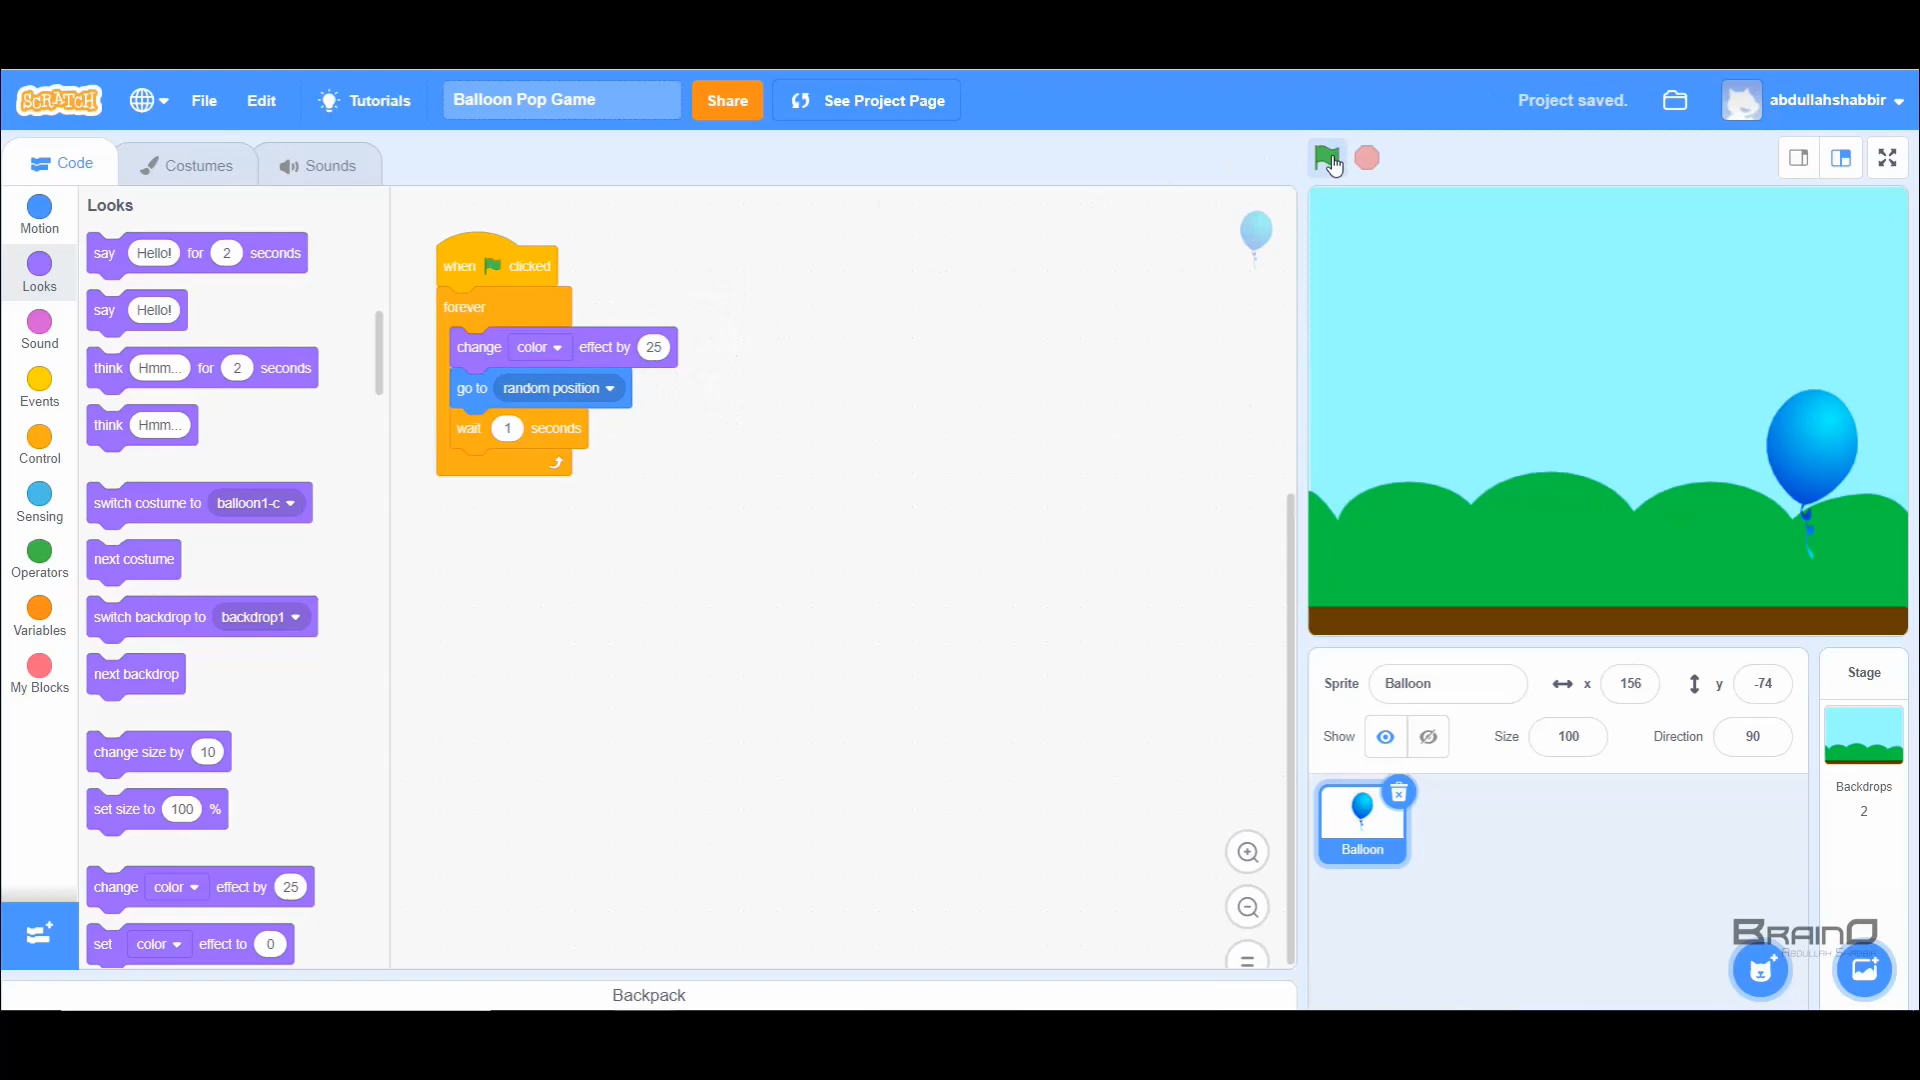 SCRATCH File Edit Tutorials Balloon Pop Game Share See Project Page Project saved. abdullahshabbir
Code Costumes Sounds
Motion
Looks
Sound
Events
Control
Sensing
Operators
Variables
My Blocks
Looks
say Hello! for 2 seconds
say Hello!
think Hmm... for 2 seconds
think Hmm...
switch costume to balloon1-c
next costume
switch backdrop to backdrop1
next backdrop
change size by 10
set size to 100 %
change color effect by 25
set color effect to 0
when clicked
forever
change color effect by 25
go to random position
wait 1 seconds
Backpack
Sprite Balloon x 156 y -74
Show Size 100 Direction 90
Balloon
Stage
Backdrops
2
BRAINO
ABDULLAH SHABBIR